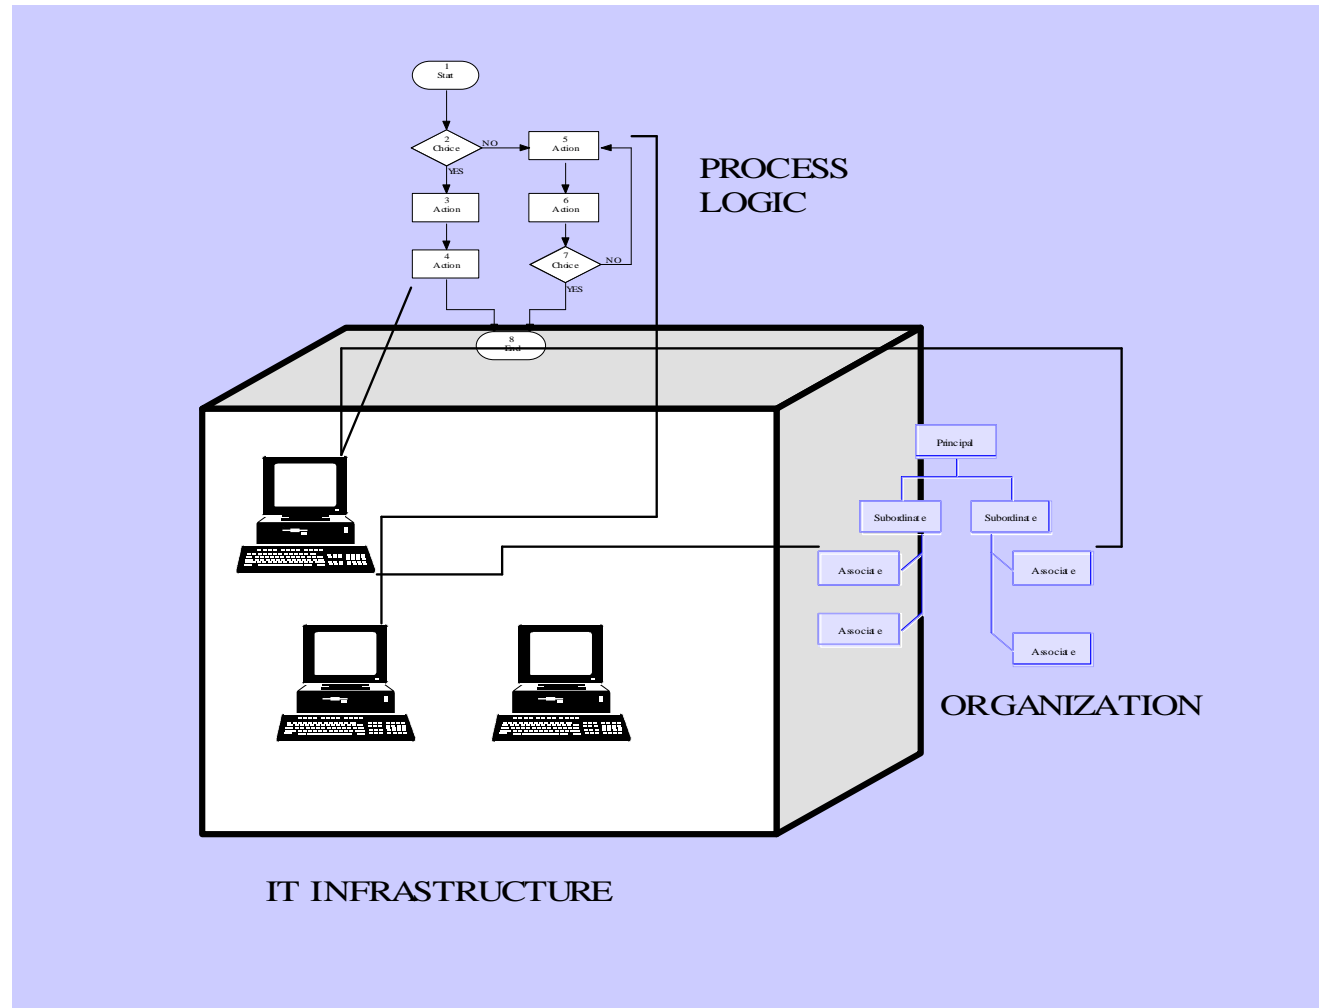 1
Start
2
Choice
NO
5
Action
YES
PROCESS
LOGIC
3
Action
6
Action
4
Action
7
Choice
NO
YES
8
End
Principal
Subordinate
Subordinate
Associate
Associate
Associate
Associate
ORGANIZATION
IT INFRASTRUCTURE